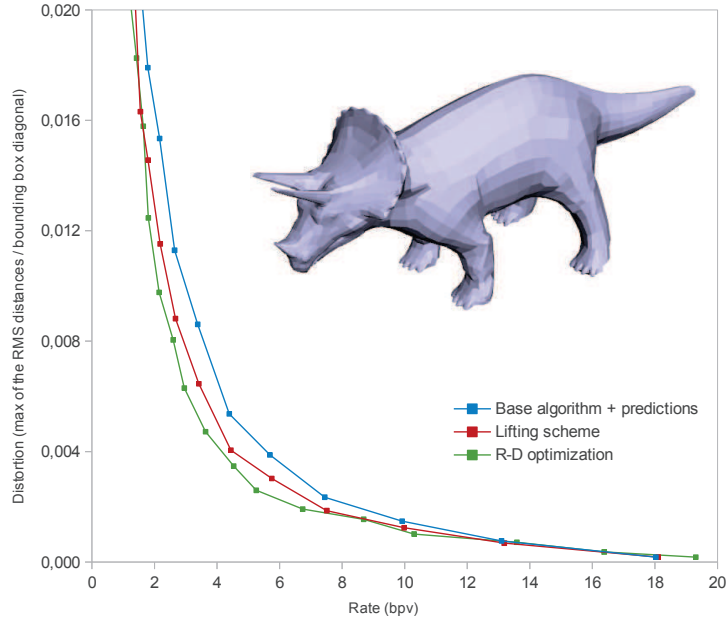 0,020
0,016
0,012
0,008
0,004
0,000
Distortion (max of the RMS distances / bounding box diagonal)
Base algorithm + predictions
Lifting scheme
R-D optimization
0 2 4 6 8 10 12 14 16 18 20
Rate (bpv)